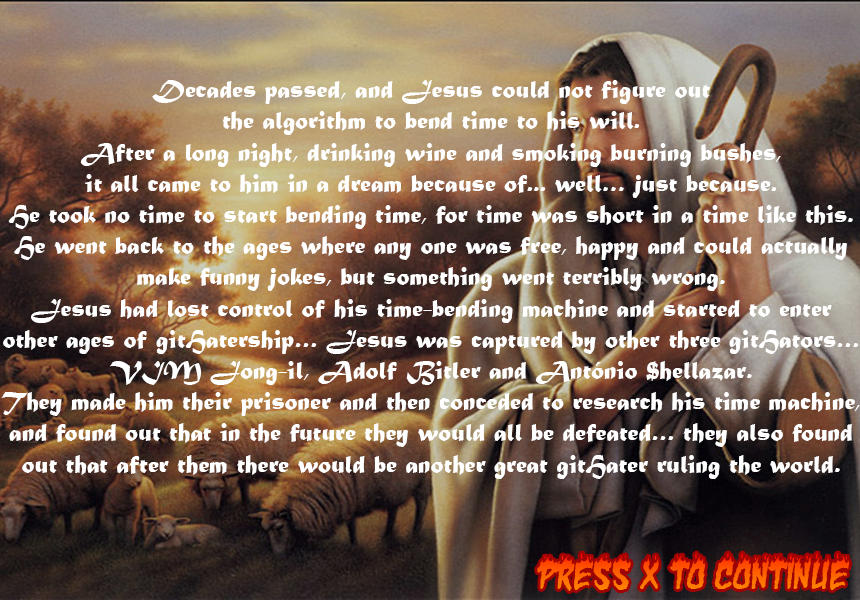 Decades passed, and Jesus could not figure out
the algorithm to bend time to his will.
After a long night, drinking wine and smoking burning bushes,
it all came to him in a dream because of... well... just because.
He took no time to start bending time, for time was short in a time like this.
He went back to the ages where any one was free, happy and could actually
make funny jokes, but something went terribly wrong.
Jesus had lost control of his time-bending machine and started to enter
other ages of gitHatership... Jesus was captured by other three gitHators...
VIM Jong-il, Adolf Bitler and António $hellazar.
They made him their prisoner and then conceded to research his time machine,
and found out that in the future they would all be defeated... they also found
out that after them there would be another great gitHater ruling the world.
PRESS X TO CONTINUE